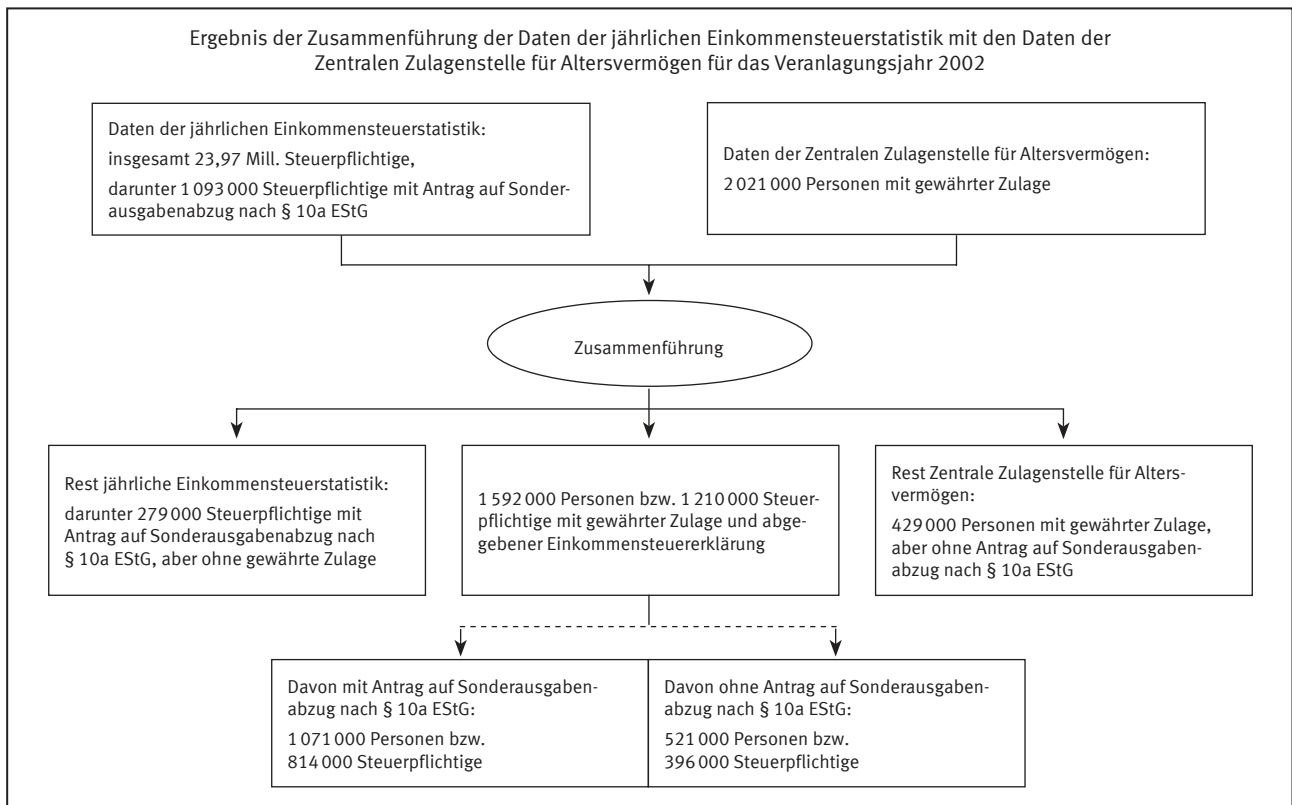 Ergebnis der Zusammenführung der Daten der jährlichen Einkommensteuerstatistik mit den Daten der
Zentralen Zulagenstelle für Altersvermögen für das Veranlagungsjahr 2002
Daten der jährlichen Einkommensteuerstatistik:
insgesamt 23,97 Mill. Steuerpflichtige,
darunter 1 093 000 Steuerpflichtige mit Antrag auf Sonder-
ausgabenabzug nach § 10a EStG
Daten der Zentralen Zulagenstelle für Altersvermögen:
2 021 000 Personen mit gewährter Zulage
Zusammenführung
Rest jährliche Einkommensteuerstatistik:
darunter 279 000 Steuerpflichtige mit
Antrag auf Sonderausgabenabzug nach
§ 10a EStG, aber ohne gewährte Zulage
1 592 000 Personen bzw. 1 210 000 Steuer-
pflichtige mit gewährter Zulage und abge-
gebener Einkommensteuererklärung
Rest Zentrale Zulagenstelle für Alters-
vermögen:
429 000 Personen mit gewährter Zulage,
aber ohne Antrag auf Sonderausgaben-
abzug nach § 10a EStG
Davon mit Antrag auf Sonderausgaben-
abzug nach § 10a EStG:
1 071 000 Personen bzw.
814 000 Steuerpflichtige
Davon ohne Antrag auf Sonderausgaben-
abzug nach § 10a EStG:
521 000 Personen bzw.
396 000 Steuerpflichtige